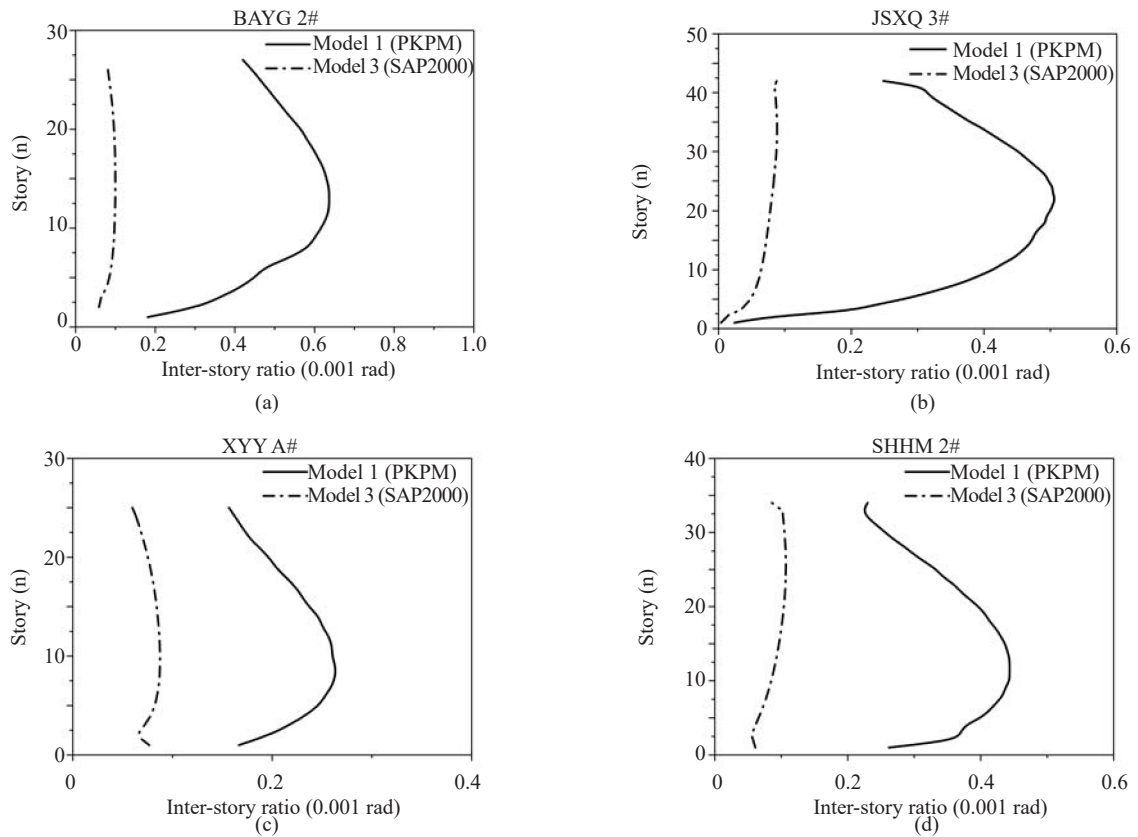 BAYG 2#
30
20
10
0
Story (n)
Model 1 (PKPM)
Model 3 (SAP2000)
0 0.2 0.4 0.6 0.8 1.0
Inter-story ratio (0.001 rad)
(a)
JSXQ 3#
50
40
30
20
10
0
Story (n)
Model 1 (PKPM)
Model 3 (SAP2000)
0 0.2 0.4 0.6
Inter-story ratio (0.001 rad)
(b)
XYY A#
30
20
10
0
Story (n)
Model 1 (PKPM)
Model 3 (SAP2000)
0 0.2 0.4
Inter-story ratio (0.001 rad)
(c)
SHHM 2#
40
30
20
10
0
Story (n)
Model 1 (PKPM)
Model 3 (SAP2000)
0 0.2 0.4 0.6
Inter-story ratio (0.001 rad)
(d)